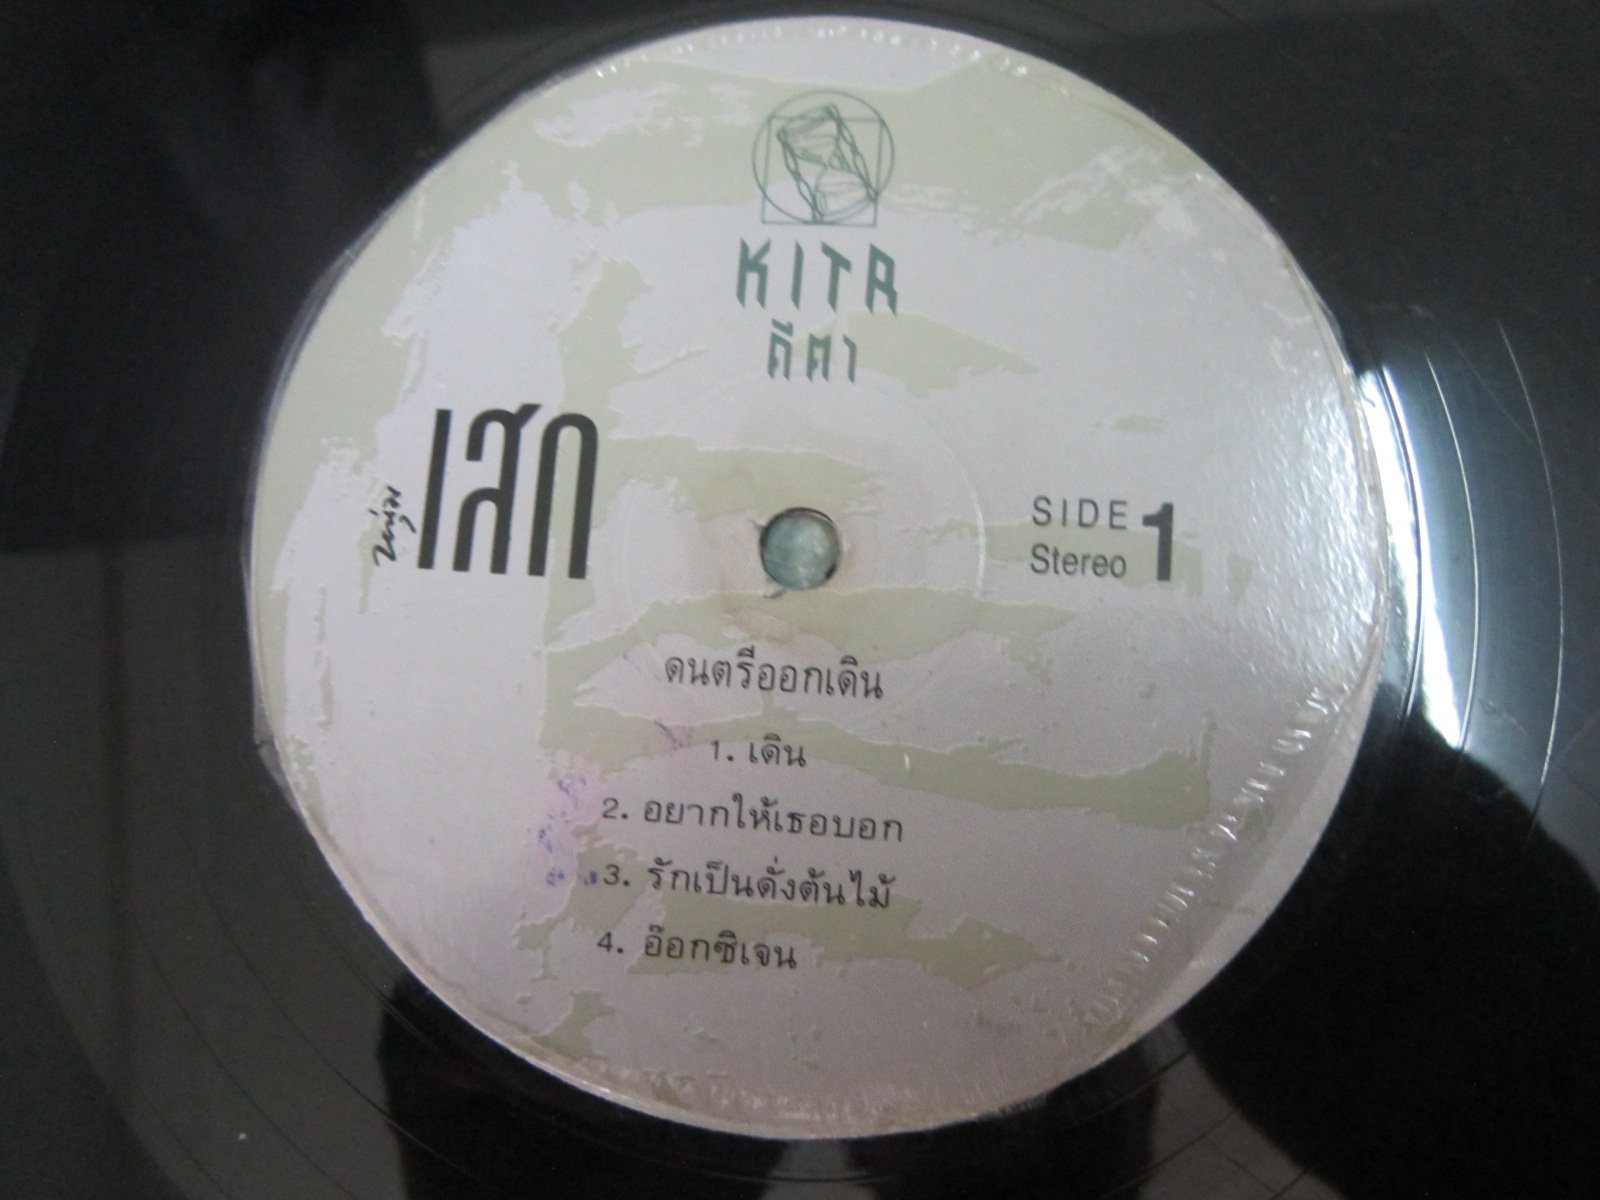 KITA
คีตา
หนุ่ม เสก
SIDE 1
Stereo
ดนตรีออกเดิน
1. เดิน
2. อยากให้เธอบอก
3. รักเป็นดั่งต้นไม้
4. อ๊อกซิเจน